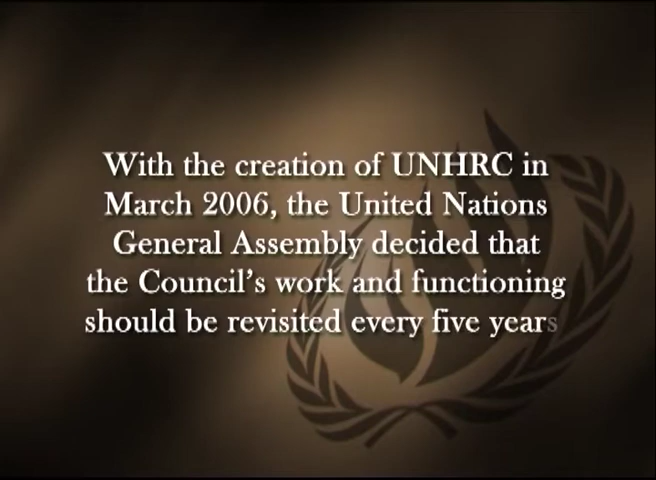 With the creation of UNHRC in
March 2006, the United Nations
General Assembly decided that
the Council's work and functioning
should be revisited every five years